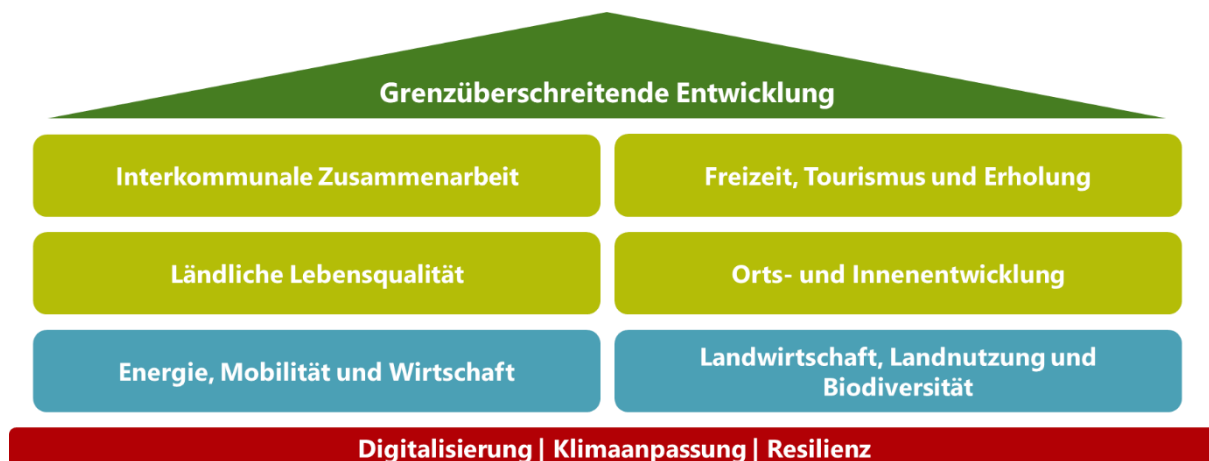 Grenzüberschreitende Entwicklung
Interkommunale Zusammenarbeit
Freizeit, Tourismus und Erholung
Ländliche Lebensqualität
Orts- und Innenentwicklung
Energie, Mobilität und Wirtschaft
Landwirtschaft, Landnutzung und
Biodiversität
Digitalisierung | Klimaanpassung | Resilienz